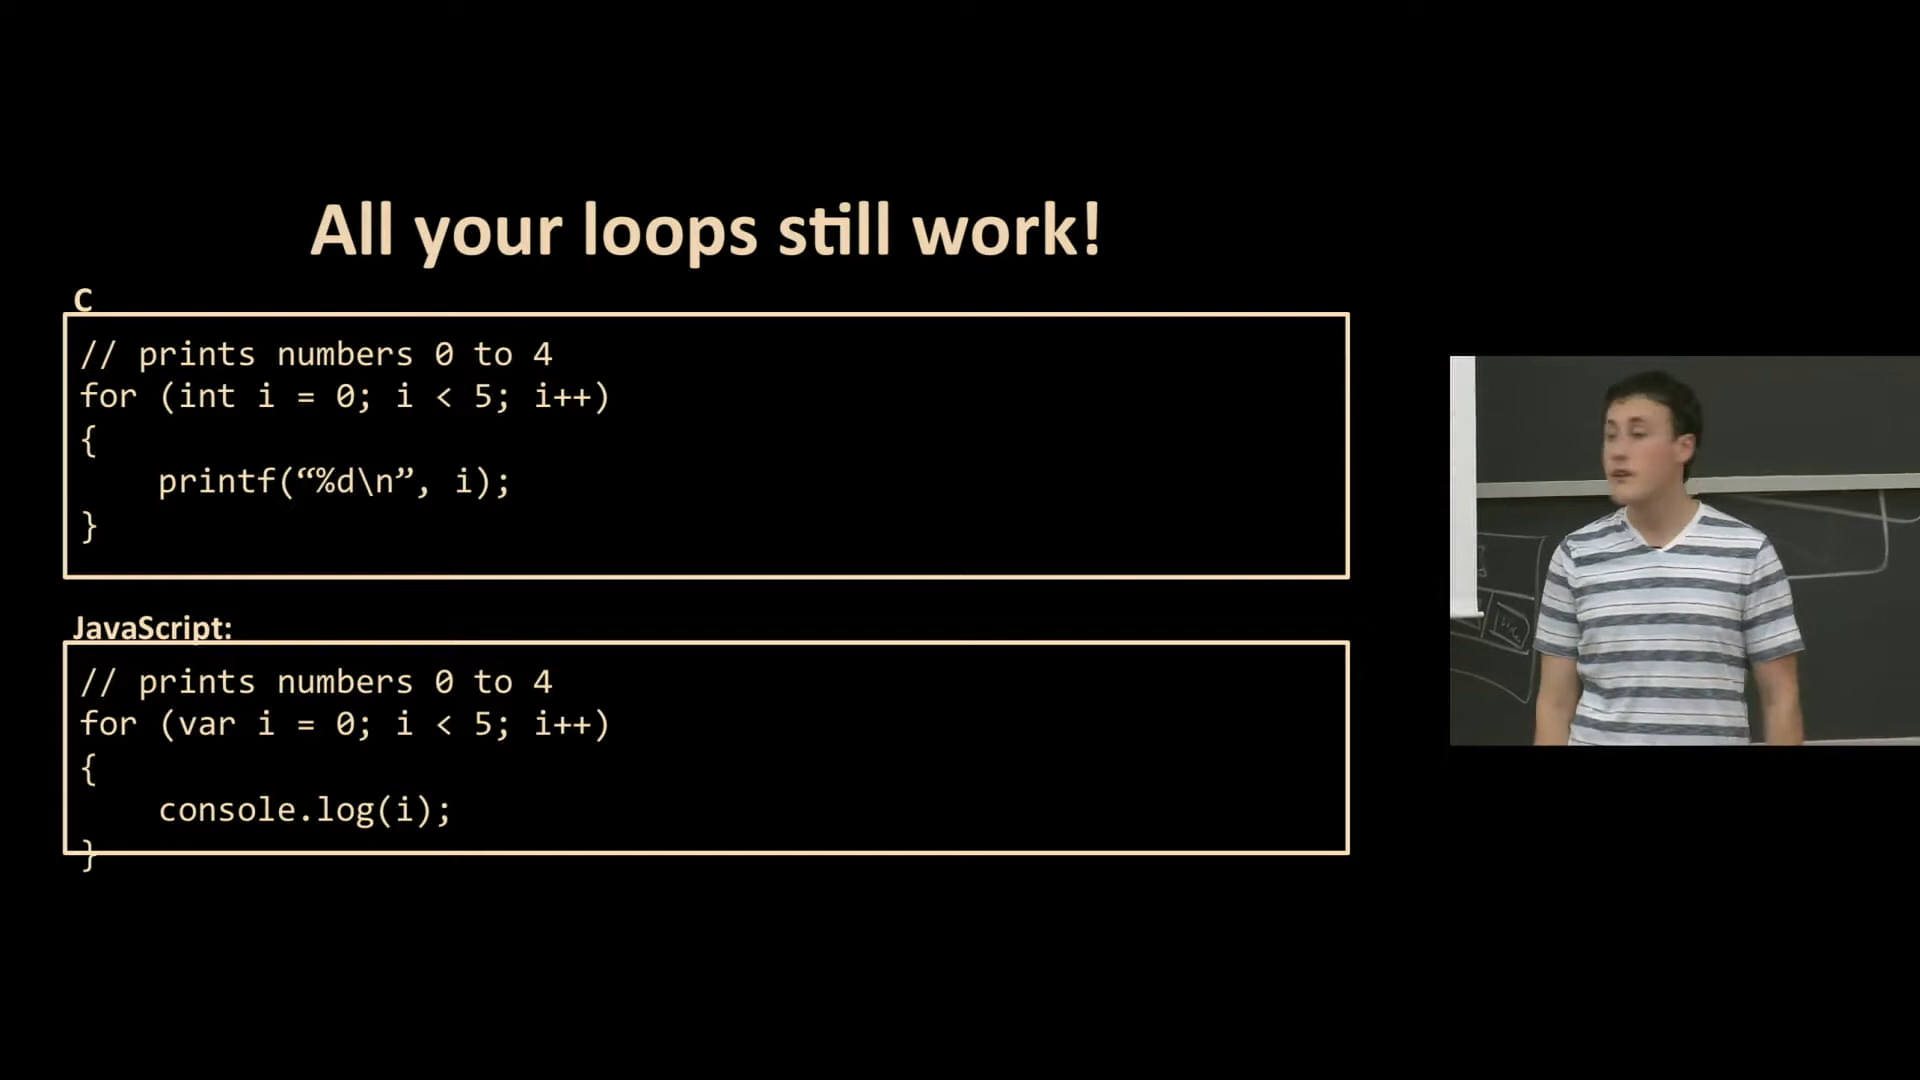 All your loops still work!
C
// prints numbers 0 to 4
for (int i = 0; i < 5; i++)
{
    printf(“%d\n”, i);
}
JavaScript:
// prints numbers 0 to 4
for (var i = 0; i < 5; i++)
{
    console.log(i);
}